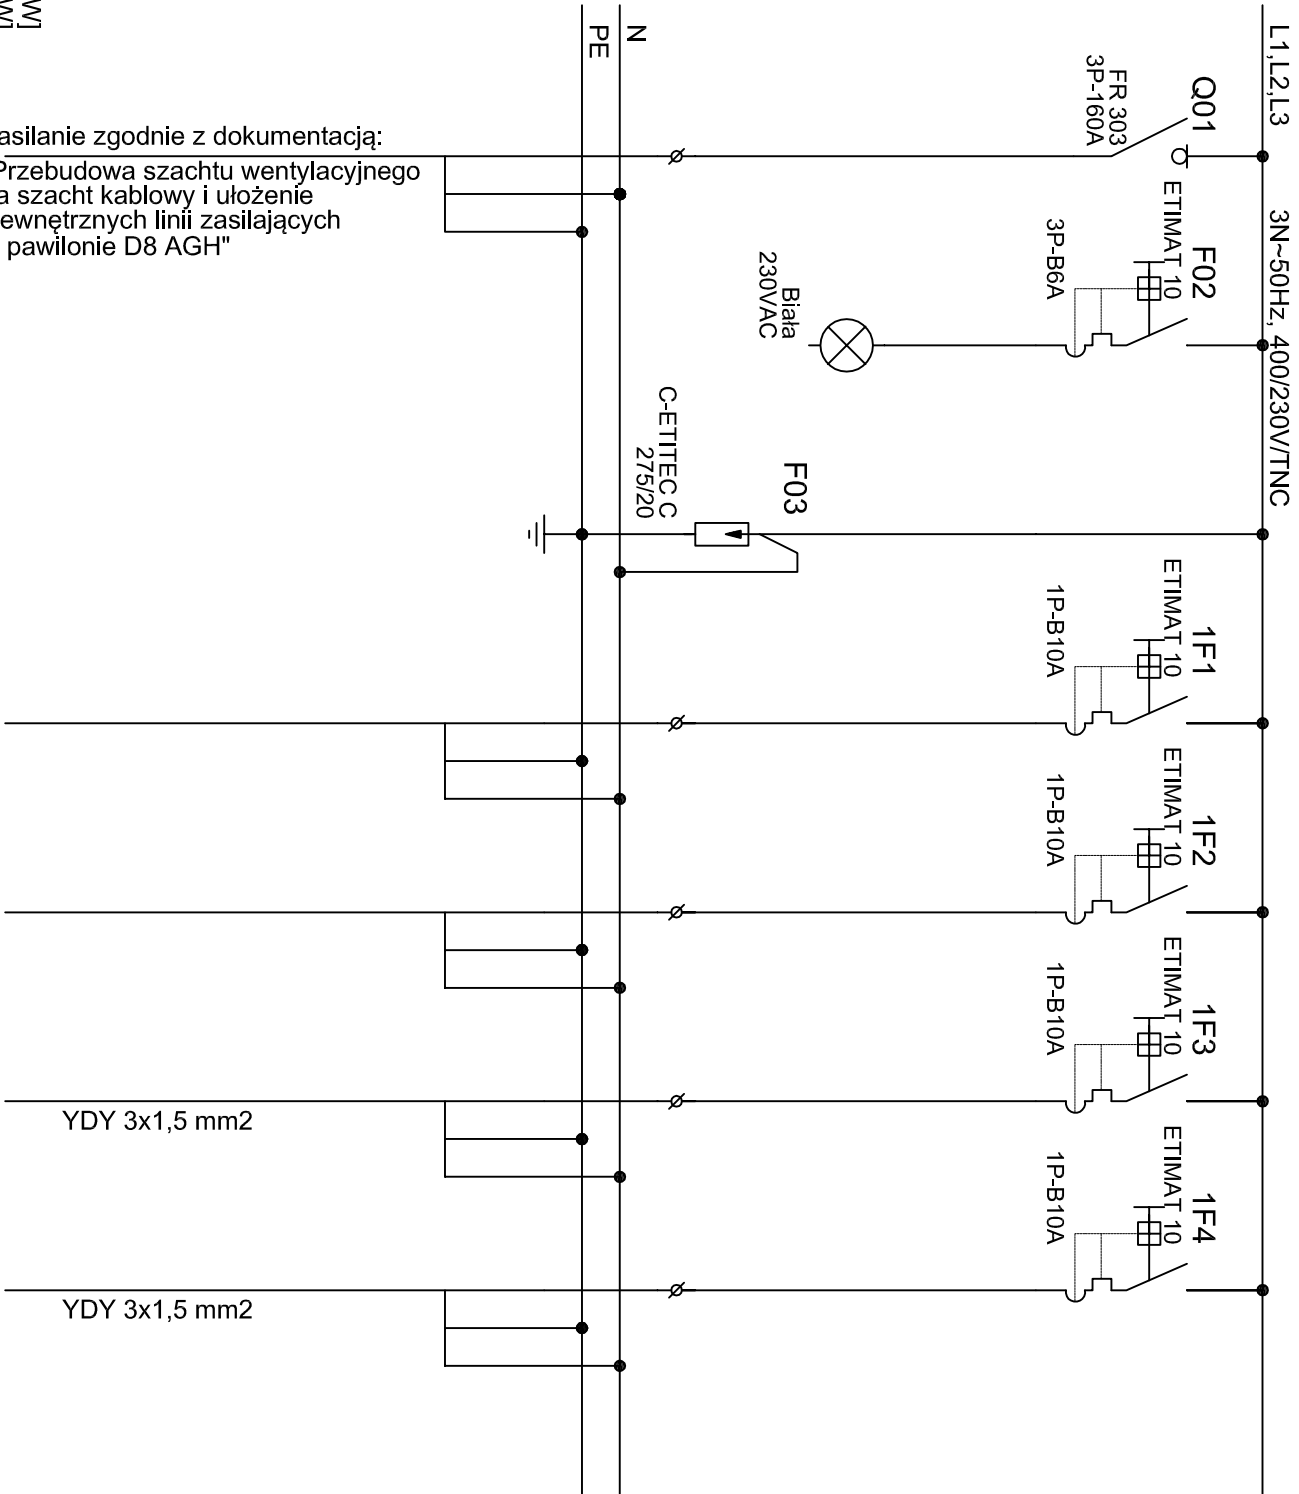 L1,L2,L3
3N~50Hz, 400/230V/TNC
N
PE
Q01
FR 303
3P-160A
F02
ETIMAT 10
3P-B6A
Biała
230VAC
F03
C-ETITEC C
275/20
1F1
ETIMAT 10
1P-B10A
1F2
ETIMAT 10
1P-B10A
1F3
ETIMAT 10
1P-B10A
1F4
ETIMAT 10
1P-B10A
asilanie zgodnie z dokumentacją:
Przebudowa szachtu wentylacyjnego
a szacht kablowy i ułożenie
ewnętrznych linii zasilających
pawilonie D8 AGH"
YDY 3x1,5 mm2
YDY 3x1,5 mm2
W]
W]